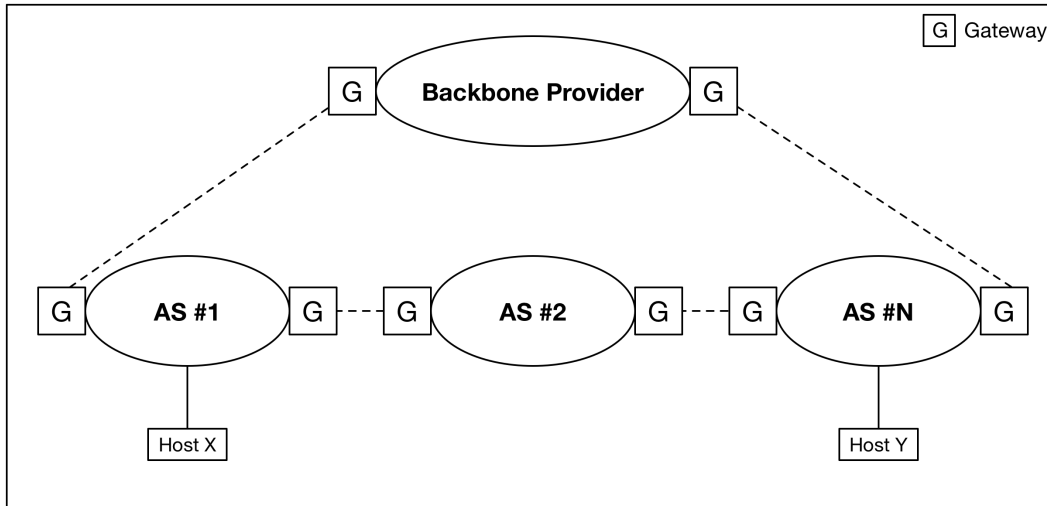 G Gateway
G Backbone Provider G
G AS #1 G G AS #2 G G AS #N G
Host X Host Y